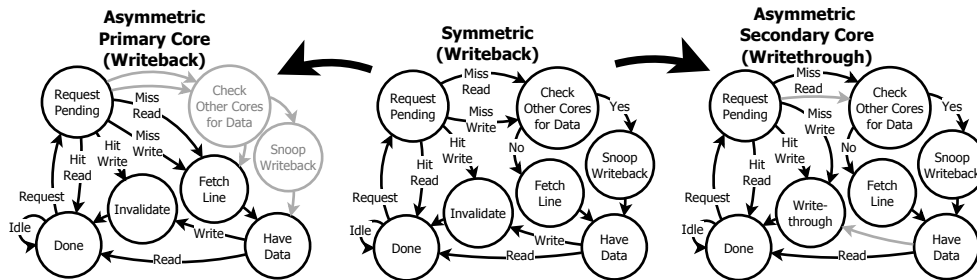 Asymmetric
Primary Core
(Writeback)
Request
Pending
Check
Other Cores
for Data
Miss
Read
Miss
Write
Hit
Write
Hit
Read
Snoop
Writeback
Fetch
Line
Invalidate
Request
Write
Idle
Done
Read
Have
Data
Symmetric
(Writeback)
Request
Pending
Miss
Read
Check
Other Cores
for Data
Yes
Miss
Write
Hit
Write
No
Hit
Read
Snoop
Writeback
Fetch
Line
Invalidate
Request
Write
Idle
Done
Read
Have
Data
Asymmetric
Secondary Core
(Writethrough)
Request
Pending
Miss
Read
Check
Other Cores
for Data
Yes
Miss
Write
Hit
Write
No
Hit
Read
Snoop
Writeback
Fetch
Line
Write-
through
Request
Idle
Done
Read
Have
Data